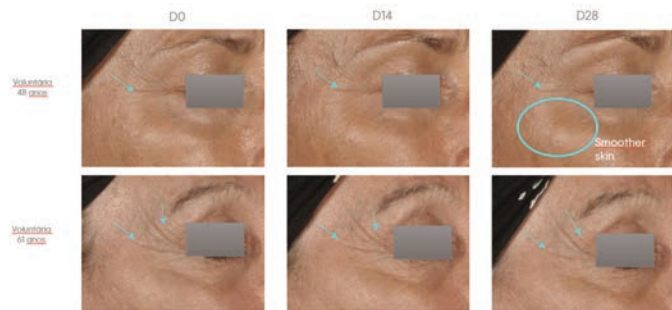 D0
D14
D28
Voluntária
48 anos
Smoother
skin
Voluntária
61 anos